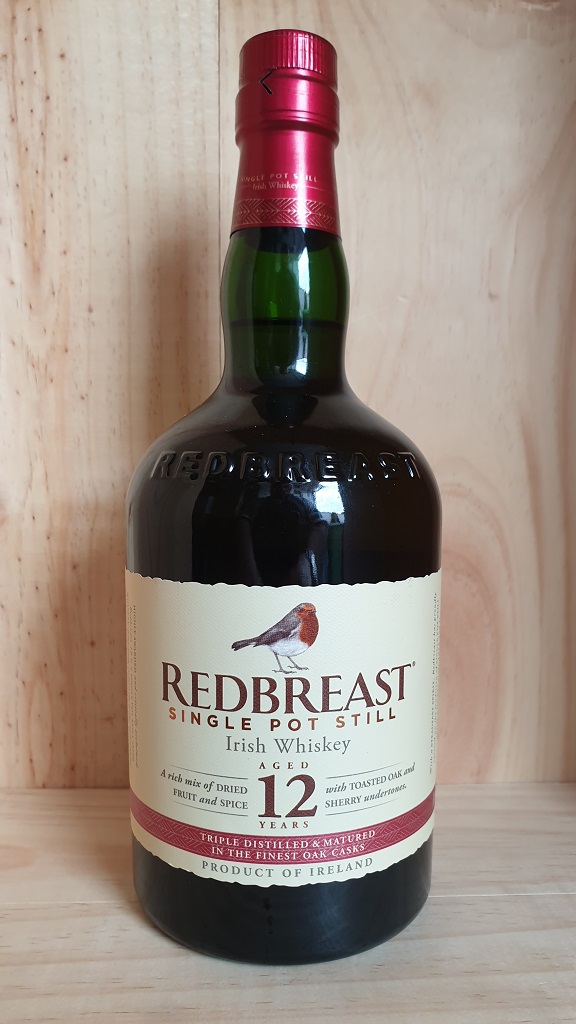 SINGLE POT STILL
Irish Whiskey
REDBREAST
REDBREAST®
SINGLE POT STILL
Irish Whiskey
AGED
12
YEARS
A rich mix of DRIED
FRUIT and SPICE
with TOASTED OAK and
SHERRY undertones.
TRIPLE DISTILLED & MATURED
IN THE FINEST OAK CASKS
PRODUCT OF IRELAND